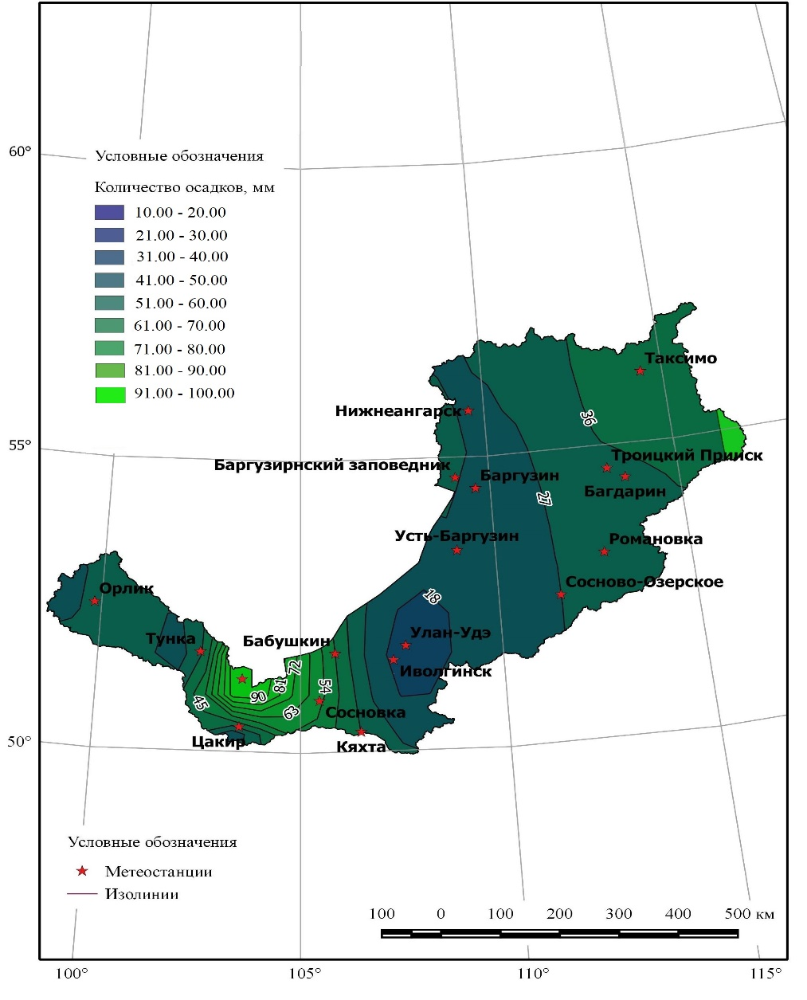 60°
Условные обозначения
Количество осадков, мм
10.00 - 20.00
21.00 - 30.00
31.00 - 40.00
41.00 - 50.00
51.00 - 60.00
61.00 - 70.00
71.00 - 80.00
81.00 - 90.00
91.00 - 100.00
Таксимо
Нижнеангарск
36
55°
Троицкий Прииск
Баргузирнский заповедник
Баргузин
Багдарин
27
Усть-Баргузин
Романовка
Сосново-Озерское
Орлик
18
Улан-Удэ
Тунка
Бабушкин
72
Иволгинск
81
54
90
45
63
Сосновка
50°
Цакир
Кяхта
Условные обозначения
Метеостанции
Изолинии
100 0 100 200 300 400 500 км
100° 105° 110° 115°